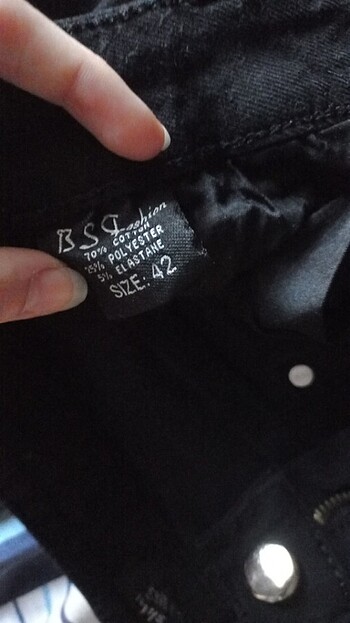 BSG fashion
70% COTTON
25% POLYESTER
5% ELASTANE
SIZE: 42